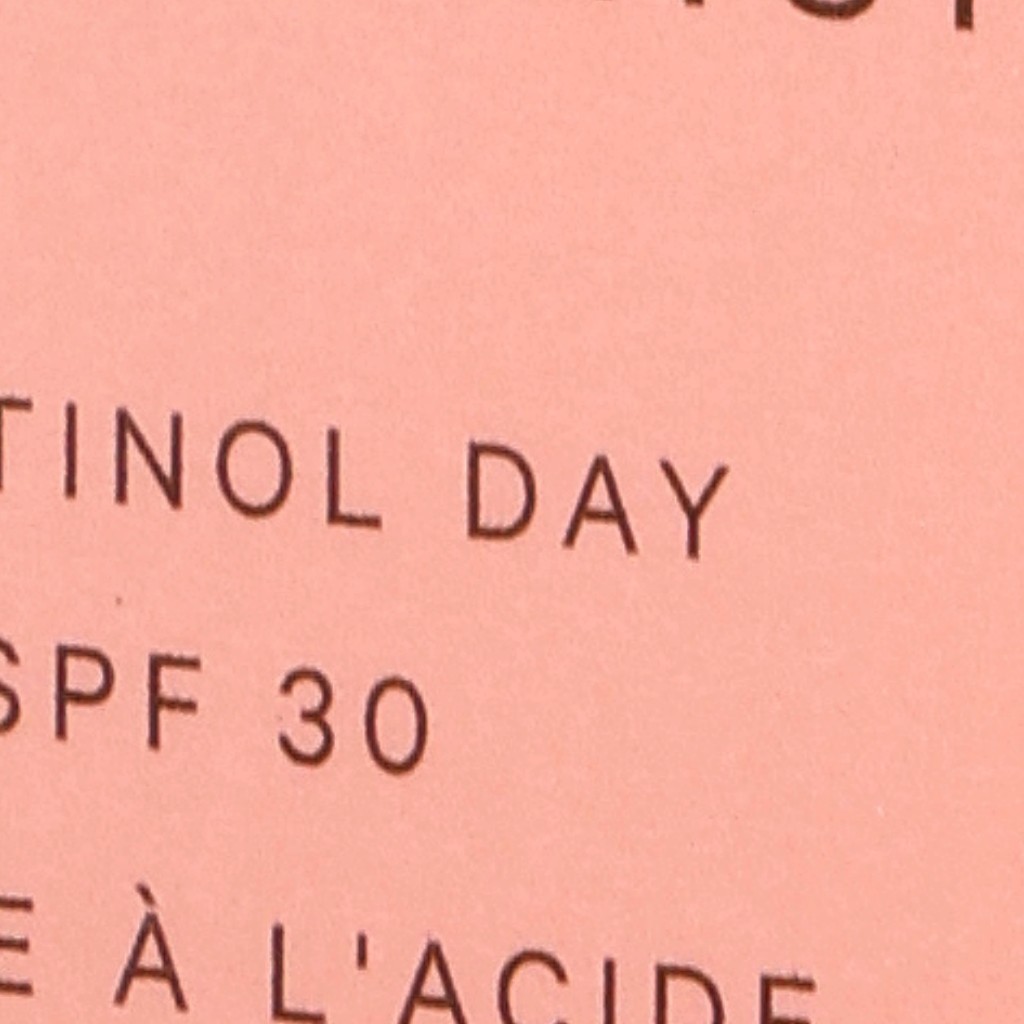 TINOL DAY
SPF 30
E À L'ACIDE